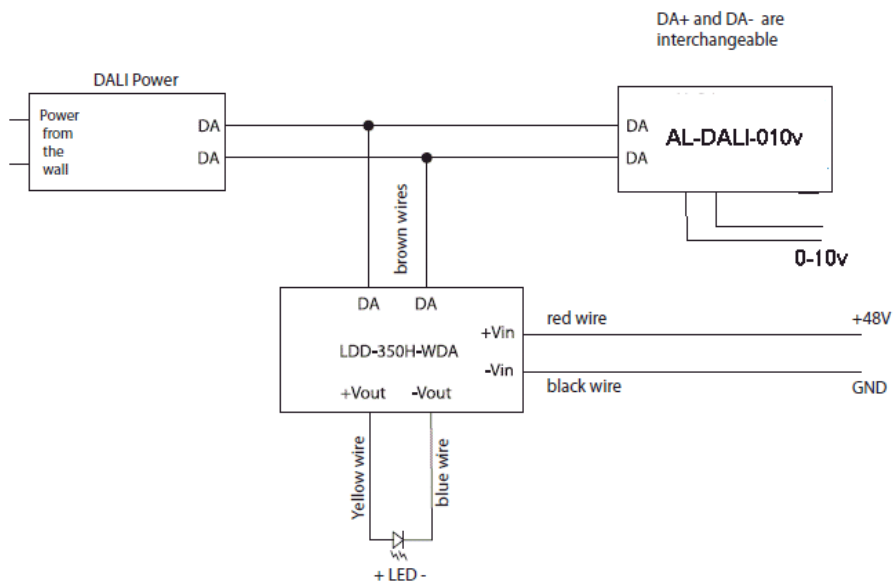 DA+ and DA- are
intercheangeable
DALI Power
Power
from
the
wall
DA
DA
DA
DA
AL-DALI-010v
brown wires
0-10v
DA DA
+Vin
-Vin
LDD-350H-WDA
+Vout -Vout
red wire
+48V
black wire
GND
Yellow wire
blue wire
+ LED -